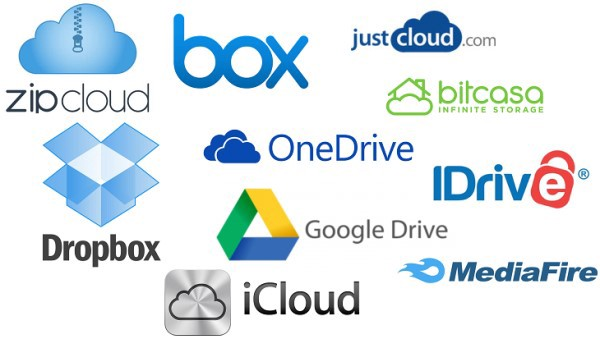 zipcloud
box
justcloud.com
bitcasa
INFINITE STORAGE
OneDrive
IDrive®
Dropbox
Google Drive
MediaFire
iCloud